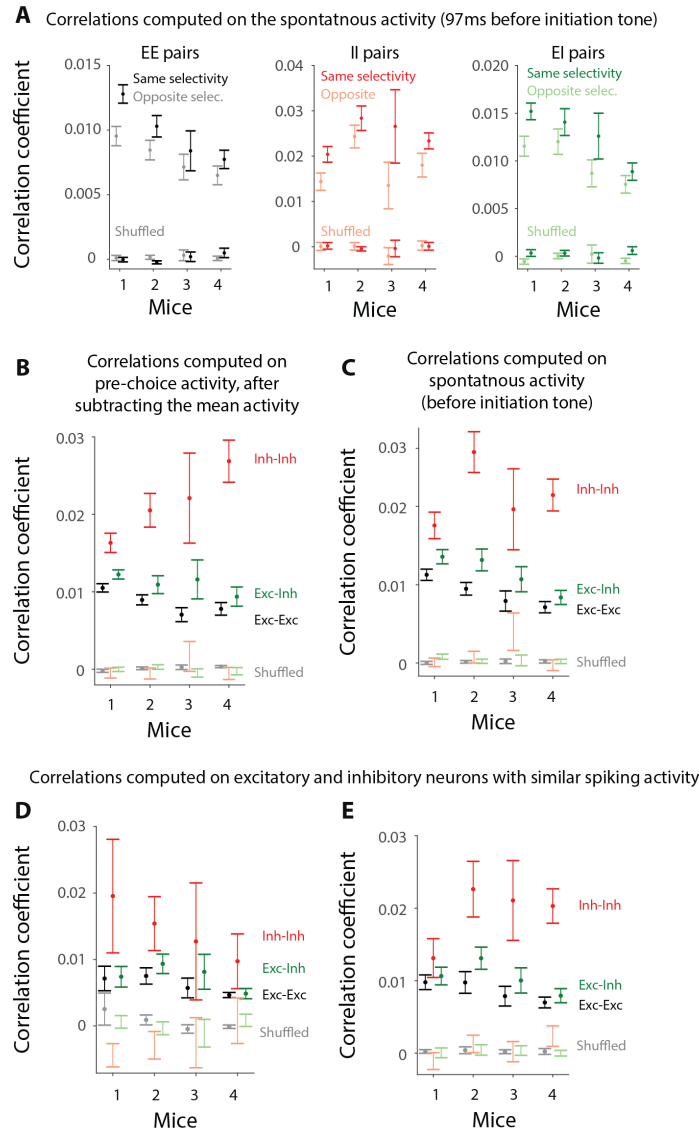 A
Correlations computed on the spontatnous activity (97ms before initiation tone)
EE pairs
II pairs
EI pairs
Correlation coefficient
0.015
0.010
0.005
0
Same selectivity
Opposite selec.
Shuffled
1 2 3 4
Mice
0.04
0.03
0.02
0.01
0
Same selectivity
Opposite
Shuffled
1 2 3 4
Mice
0.020
0.015
0.010
0.005
0
Same selectivity
Opposite selec.
Shuffled
1 2 3 4
Mice
B
Correlations computed on
pre-choice activity, after
subtracting the mean activity
Correlation coefficient
0.03
0.02
0.01
0
Inh-Inh
Exc-Inh
Exc-Exc
Shuffled
1 2 3 4
Mice
C
Correlations computed on
spontatnous activity
(before initiation tone)
Correlation coefficient
0.03
0.02
0.01
0
Inh-Inh
Exc-Inh
Exc-Exc
Shuffled
1 2 3 4
Mice
Correlations computed on excitatory and inhibitory neurons with similar spiking activity
D
Correlation coefficient
0.03
0.02
0.01
0
Inh-Inh
Exc-Inh
Exc-Exc
Shuffled
1 2 3 4
Mice
E
Correlation coefficient
0.03
0.02
0.01
0
Inh-Inh
Exc-Inh
Exc-Exc
Shuffled
1 2 3 4
Mice